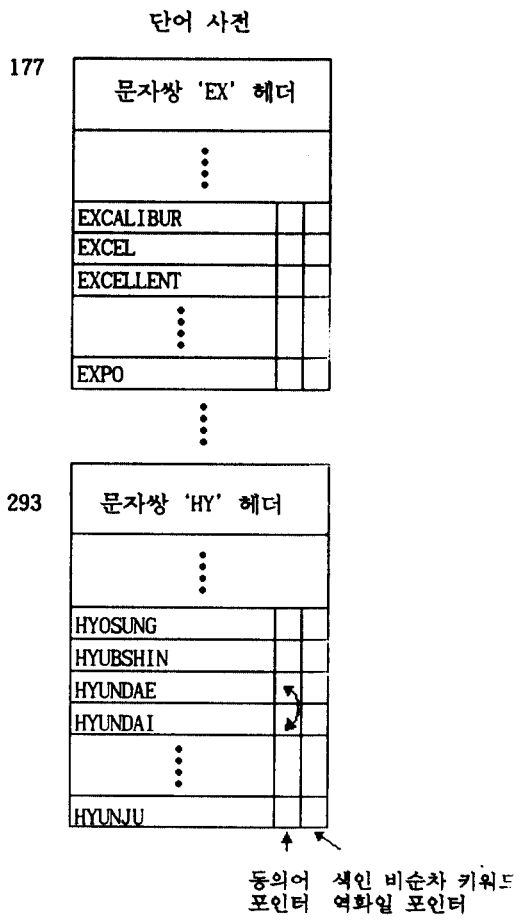 단어 사전
177
문자쌍 'EX' 헤더
EXCALIBUR
EXCEL
EXCELLENT
EXPO
293
문자쌍 'HY' 헤더
HYOSUNG
HYUBSHIN
HYUNDAE
HYUNDAI
HYUNJU
동의어 색인 비순차 키워드
포인터 역화일 포인터